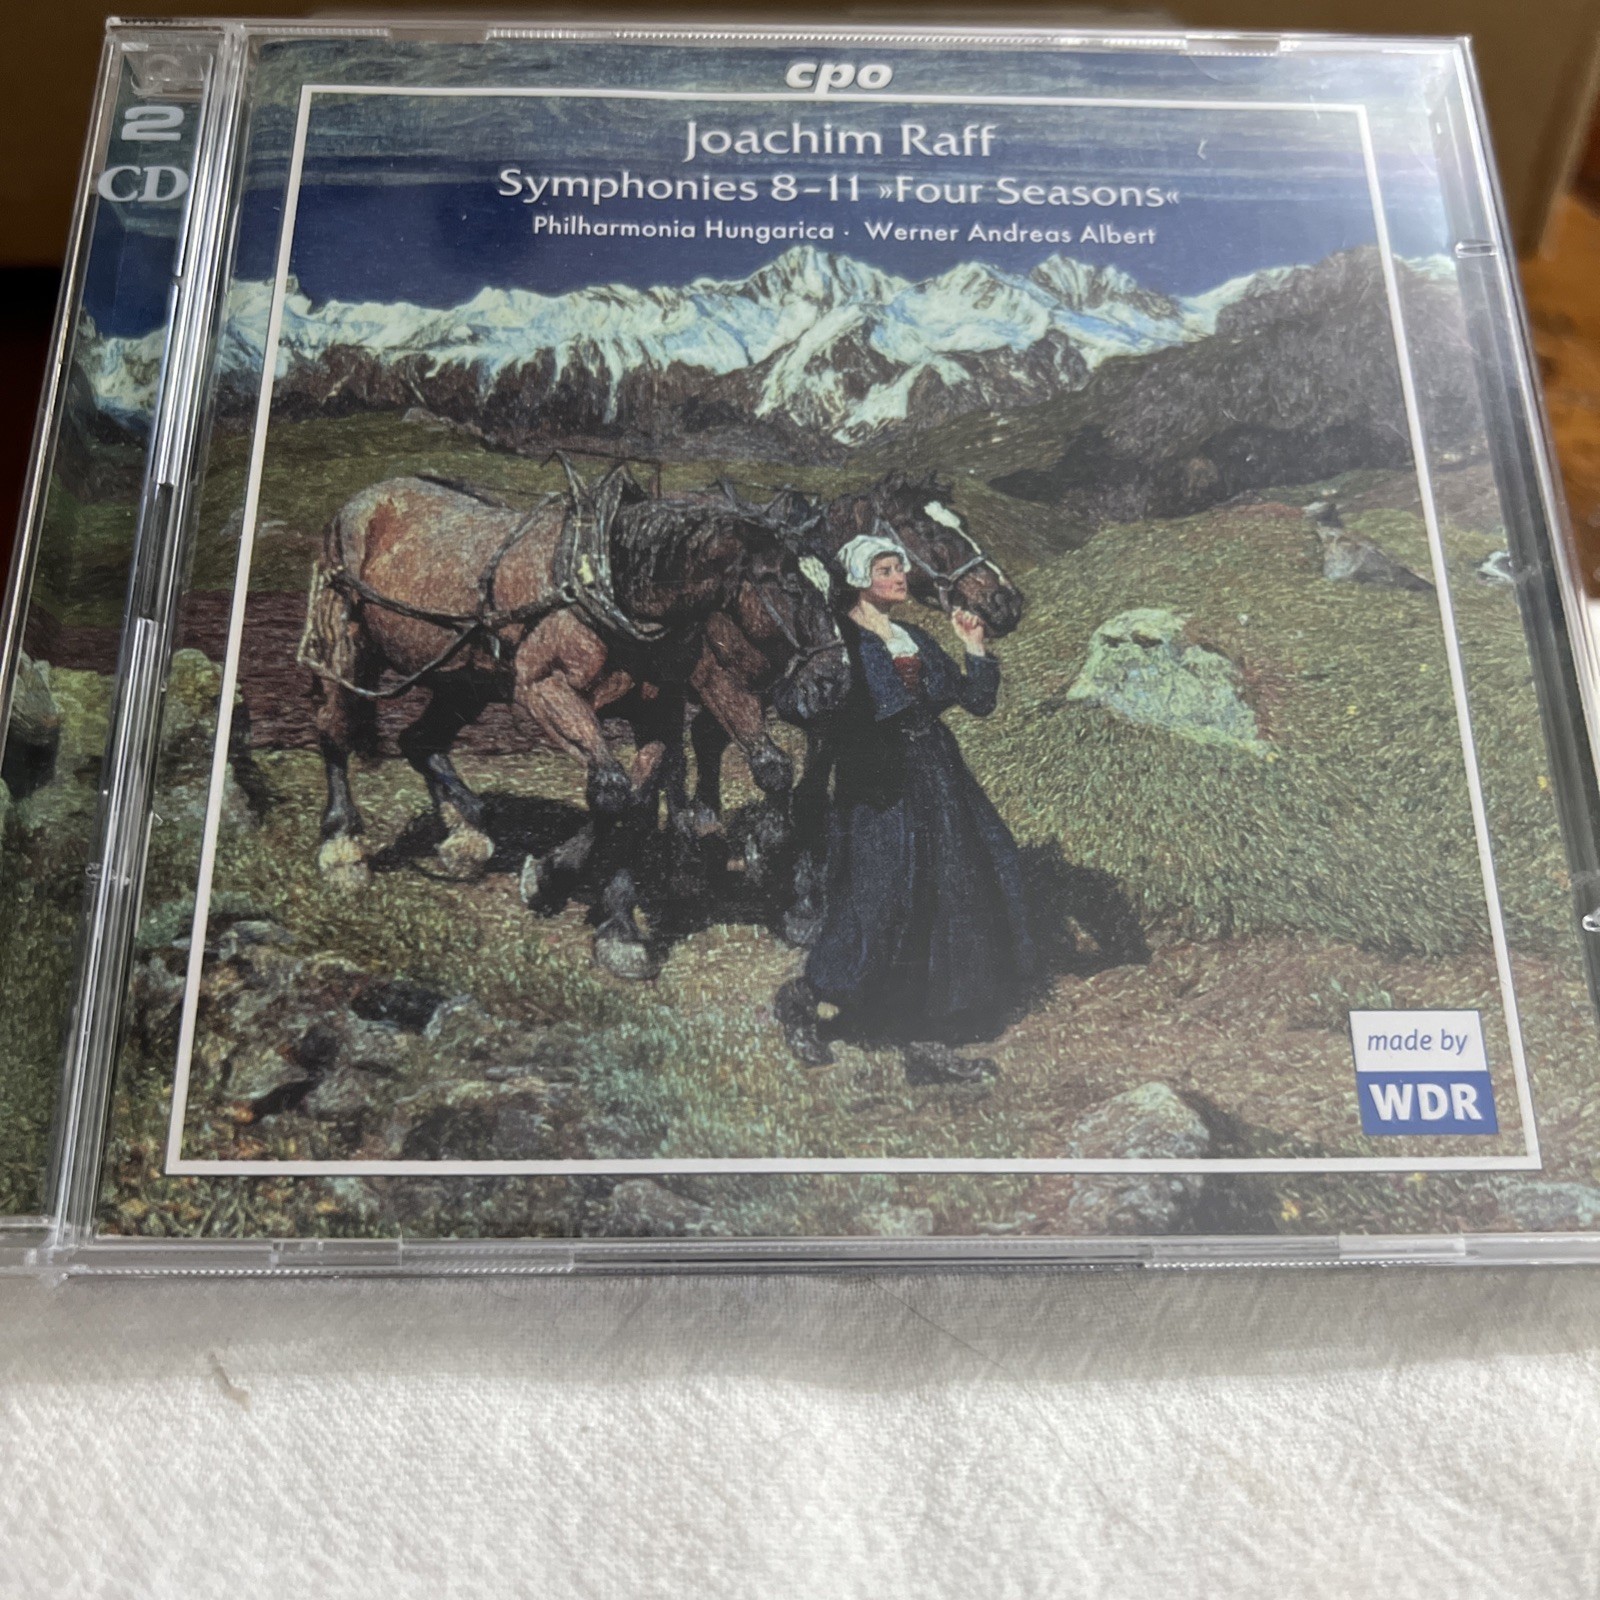 cpo
2
CD
Joachim Raff
Symphonies 8–11 »Four Seasons«
Philharmonia Hungarica · Werner Andreas Albert
made by
WDR